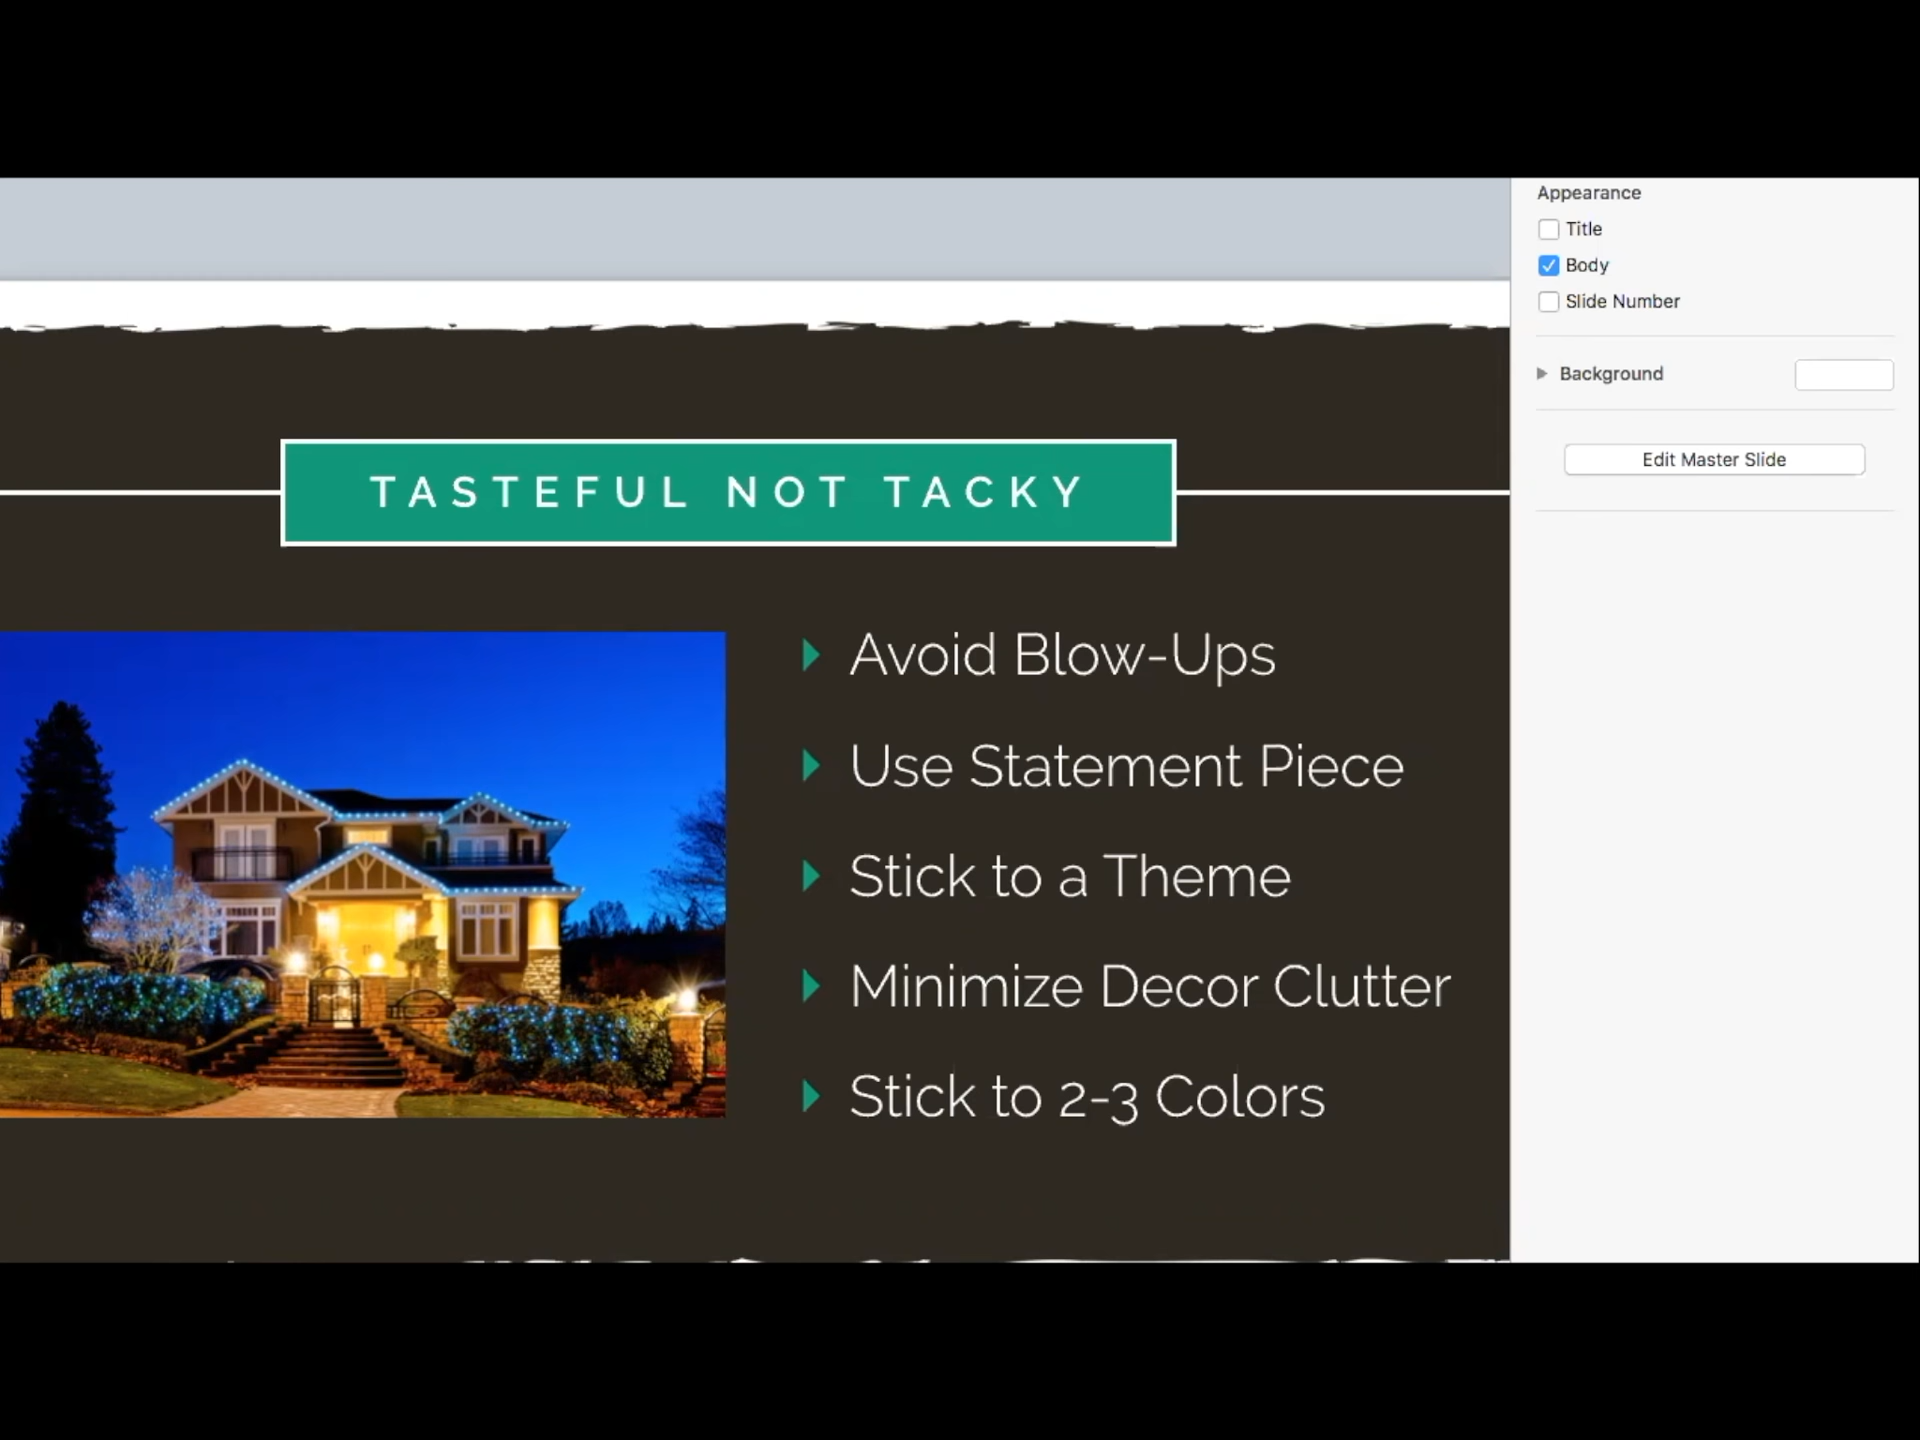 Appearance
Title
Body
Slide Number
Background
Edit Master Slide
TASTEFUL NOT TACKY
Avoid Blow-Ups
Use Statement Piece
Stick to a Theme
Minimize Decor Clutter
Stick to 2-3 Colors